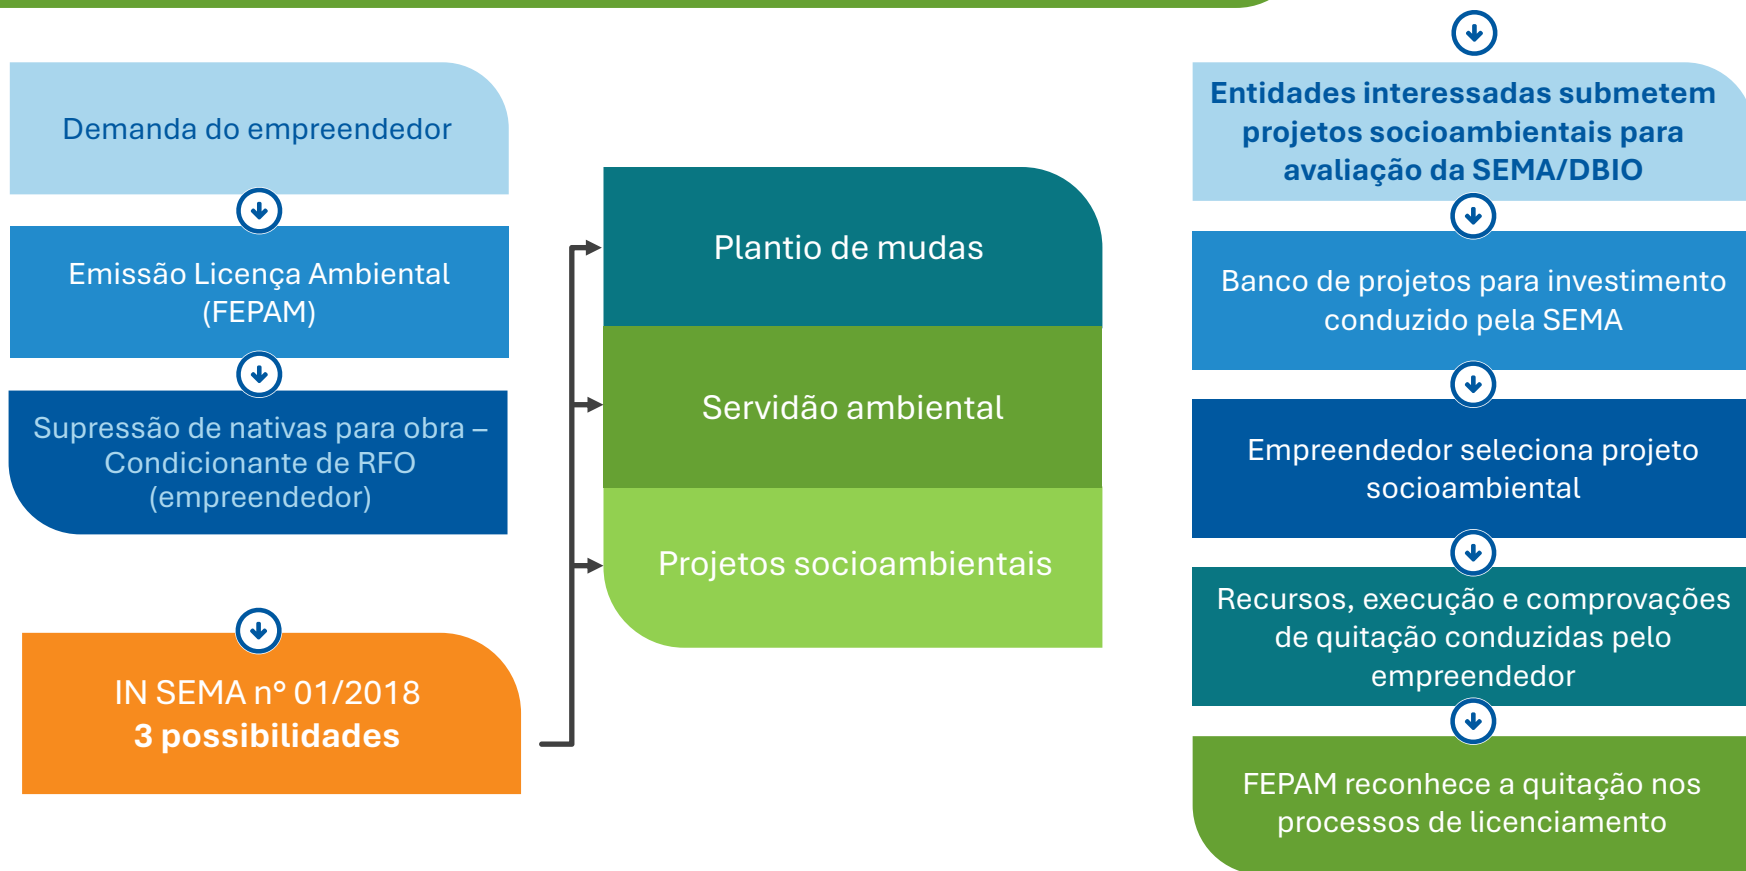 Demanda do empreendedor
Emissão Licença Ambiental
(FEPAM)
Supressão de nativas para obra –
Condicionante de RFO
(empreendedor)
IN SEMA n° 01/2018
3 possibilidades
Plantio de mudas
Servidão ambiental
Projetos socioambientais
Entidades interessadas submetem
projetos socioambientais para
avaliação da SEMA/DBIO
Banco de projetos para investimento
conduzido pela SEMA
Empreendedor seleciona projeto
socioambiental
Recursos, execução e comprovações
de quitação conduzidas pelo
empreendedor
FEPAM reconhece a quitação nos
processos de licenciamento